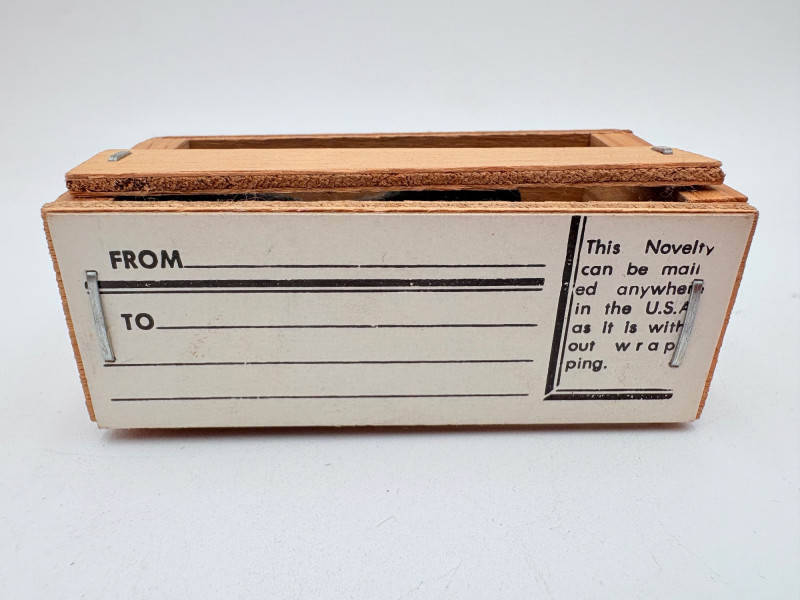 FROM
TO
This Novelty
can be mail
ed anywhere
in the U.S.A
as it is with
out wrap
ping.